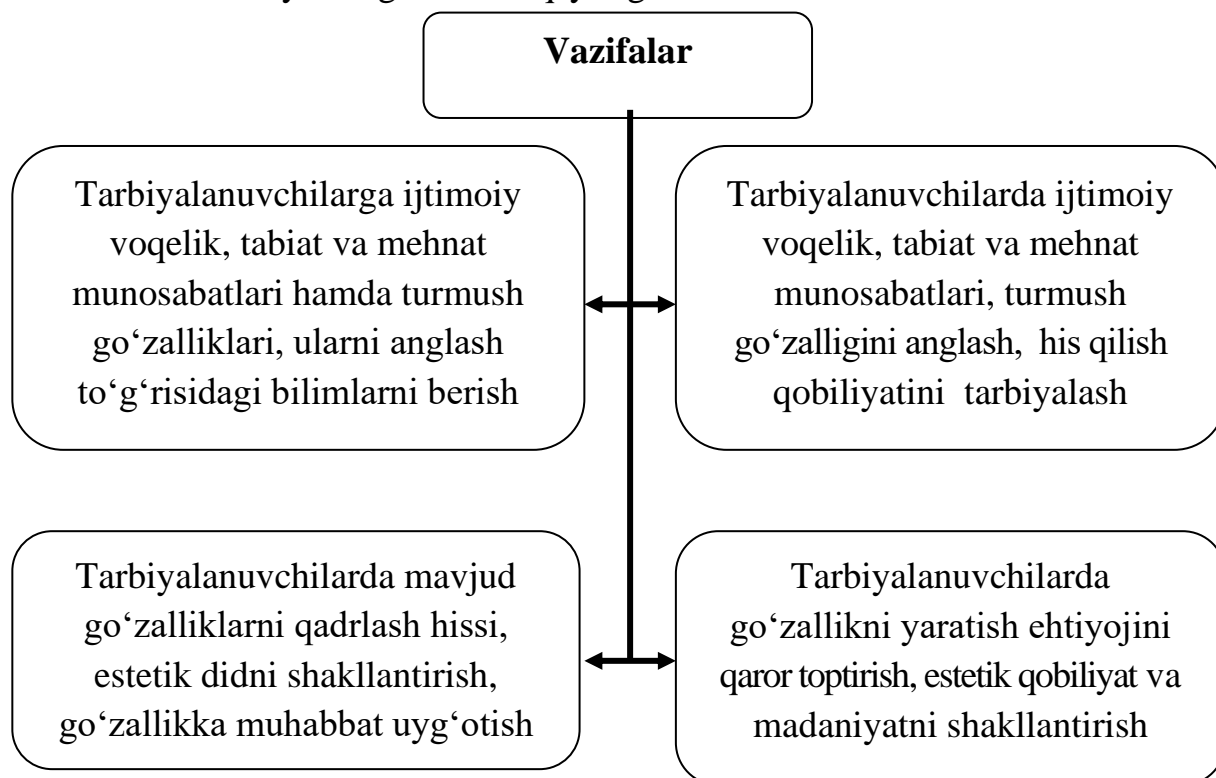 Vazifalar
Tarbiyalanuvchilarga ijtimoiy
voqelik, tabiat va mehnat
munosabatlari hamda turmush
go‘zalliklari, ularni anglash
to‘g‘risidagi bilimlarni berish
Tarbiyalanuvchilarda ijtimoiy
voqelik, tabiat va mehnat
munosabatlari, turmush
go‘zalligini anglash, his qilish
qobiliyatini tarbiyalash
Tarbiyalanuvchilarda mavjud
go‘zalliklarni qadrlash hissi,
estetik didni shakllantirish,
go‘zallikka muhabbat uyg‘otish
Tarbiyalanuvchilarda
go‘zallikni yaratish ehtiyojini
qaror toptirish, estetik qobiliyat va
madaniyatni shakllantirish